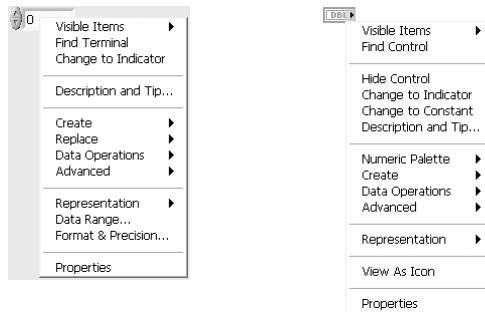 0
Visible Items
Find Terminal
Change to Indicator
Description and Tip...
Create
Replace
Data Operations
Advanced
Representation
Data Range...
Format & Precision...
Properties
DBL
Visible Items
Find Control
Hide Control
Change to Indicator
Change to Constant
Description and Tip...
Numeric Palette
Create
Data Operations
Advanced
Representation
View As Icon
Properties